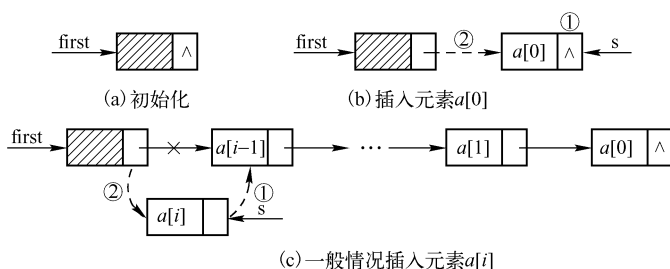 first ∧
(a)初始化
first ② a[0] ① ∧ s
(b)插入元素a[0]
first a[i−1] … a[1] a[0] ∧
② a[i] ① s
(c)一般情况插入元素a[i]